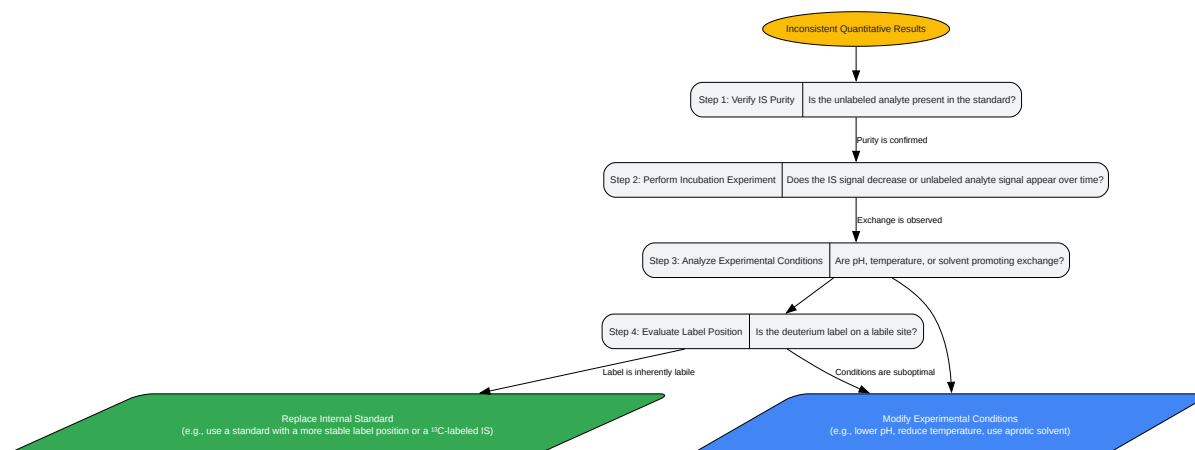 Inconsistent Quantitative Results
Step 1: Verify IS Purity
Is the unlabeled analyte present in the standard?
Purity is confirmed
Step 2: Perform Incubation Experiment
Does the IS signal decrease or unlabeled analyte signal appear over time?
Exchange is observed
Step 3: Analyze Experimental Conditions
Are pH, temperature, or solvent promoting exchange?
Step 4: Evaluate Label Position
Is the deuterium label on a labile site?
Label is inherently labile
Conditions are suboptimal
Replace Internal Standard
(e.g., use a standard with a more stable label position or a ¹³C-labeled IS)
Modify Experimental Conditions
(e.g., lower pH, reduce temperature, use aprotic solvent)